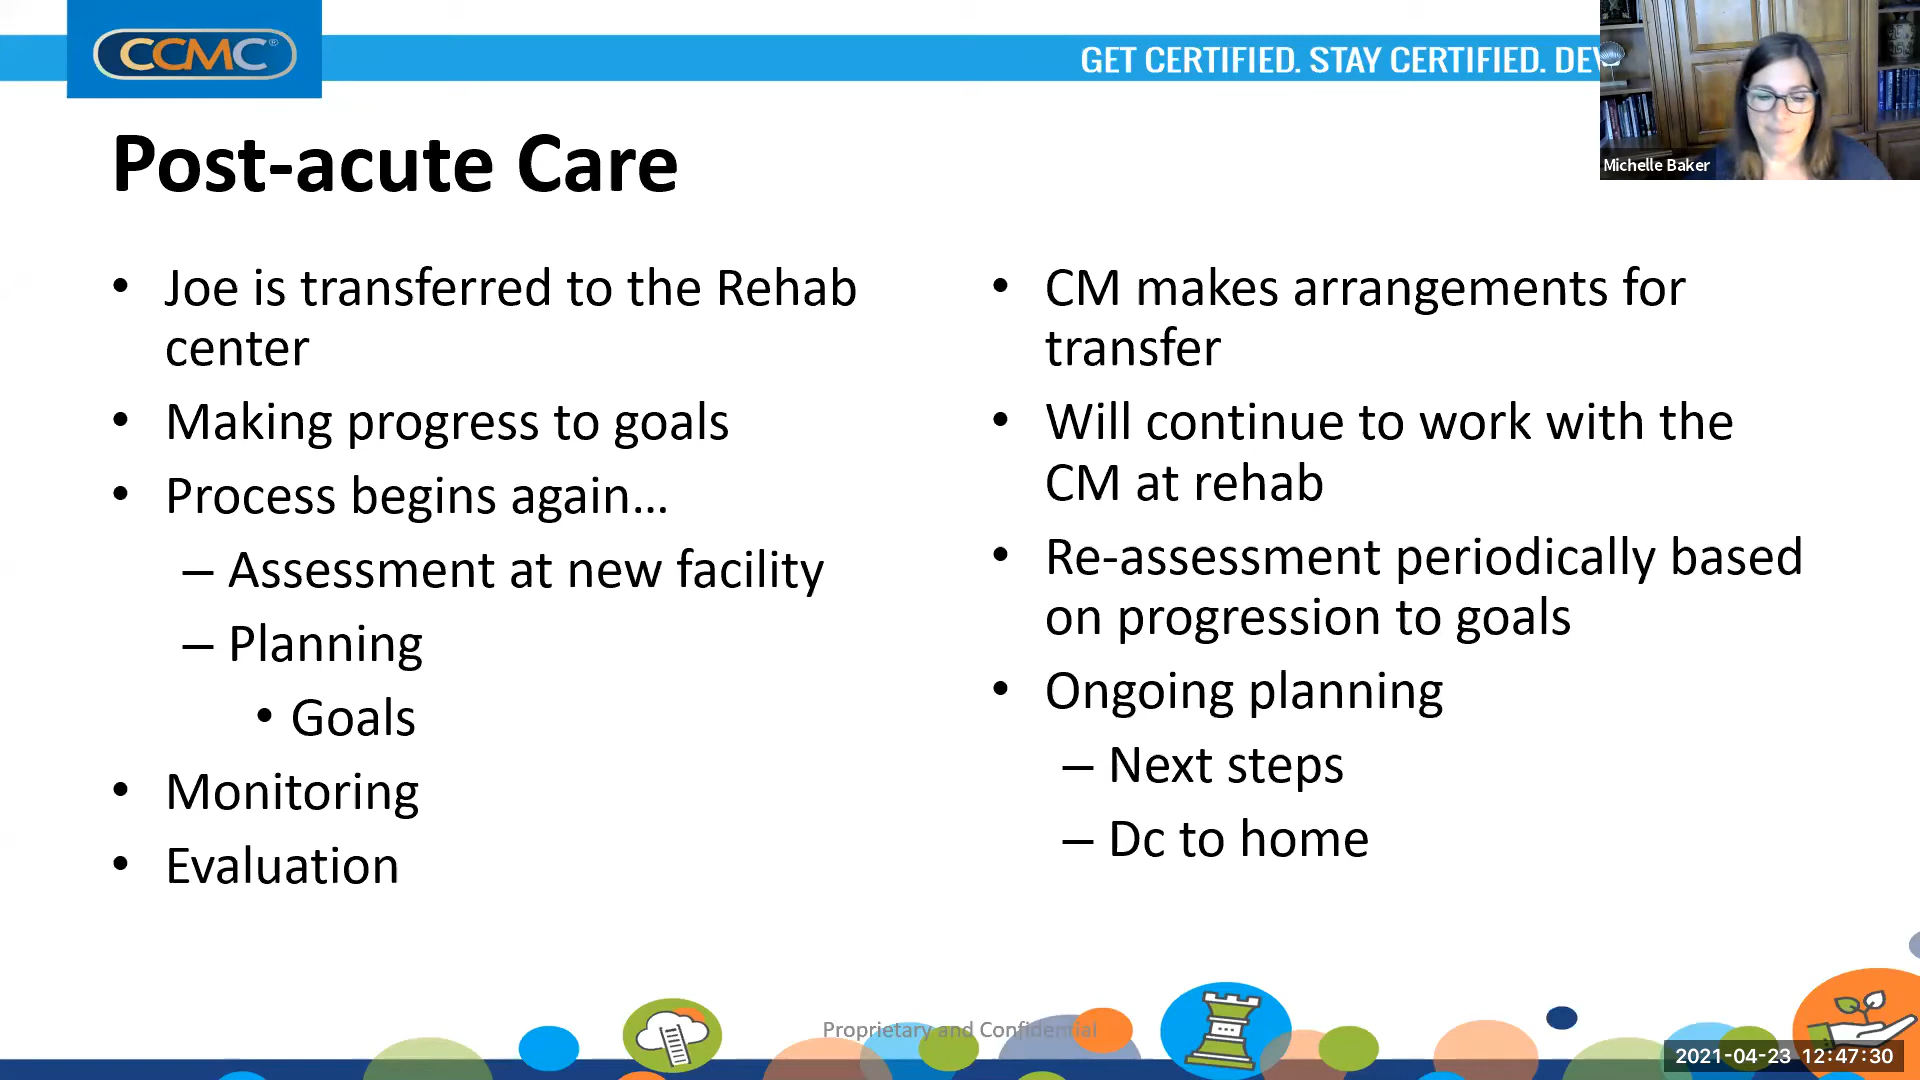 CCMC®
GET CERTIFIED. STAY CERTIFIED. DEV
Michelle Baker
Post-acute Care
• Joe is transferred to the Rehab
center
• Making progress to goals
• Process begins again...
– Assessment at new facility
– Planning
• Goals
• Monitoring
• Evaluation
• CM makes arrangements for
transfer
• Will continue to work with the
CM at rehab
• Re-assessment periodically based
on progression to goals
• Ongoing planning
– Next steps
– Dc to home
Proprietary and Confidential
2021-04-23 12:47:30